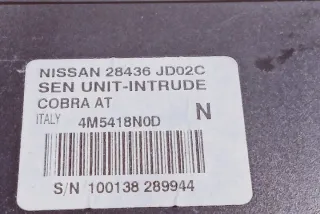 NISSAN 28436 JD02C
SEN UNIT-INTRUDE
COBRA AT
N
ITALY 4M5418N0D
S/N 100138 289944